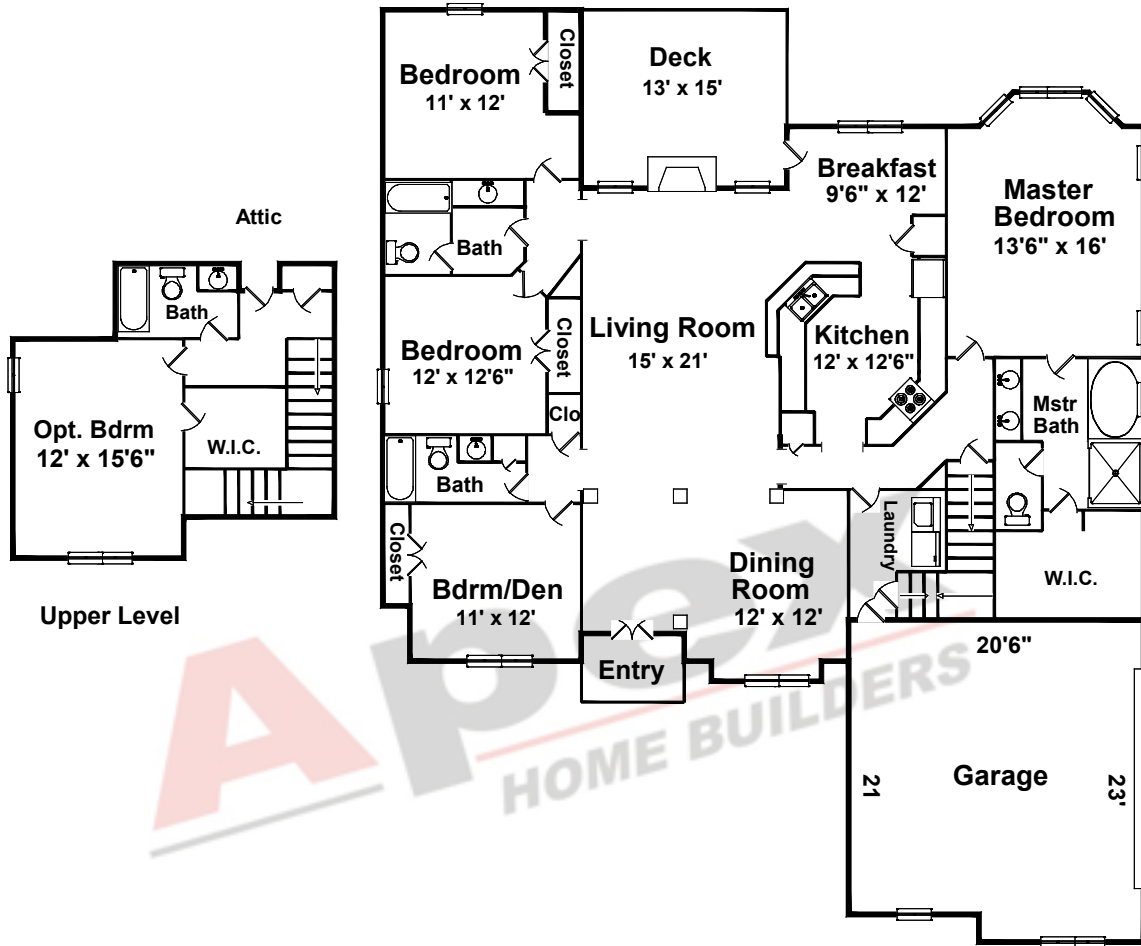 Bedroom
11' x 12'
Closet
Deck
13' x 15'
Breakfast
9'6" x 12'
Master
Bedroom
13'6" x 16'
Attic
Bath
Bath
Living Room
15' x 21'
Kitchen
12' x 12'6"
Bedroom
12' x 12'6"
Closet
Clo
Mstr
Bath
Opt. Bdrm
12' x 15'6"
W.I.C.
Bath
Closet
Laundry
Bdrm/Den
11' x 12'
Dining
Room
12' x 12'
W.I.C.
Upper Level
Entry
20'6"
Garage
21
23'
Apex
HOME BUILDERS